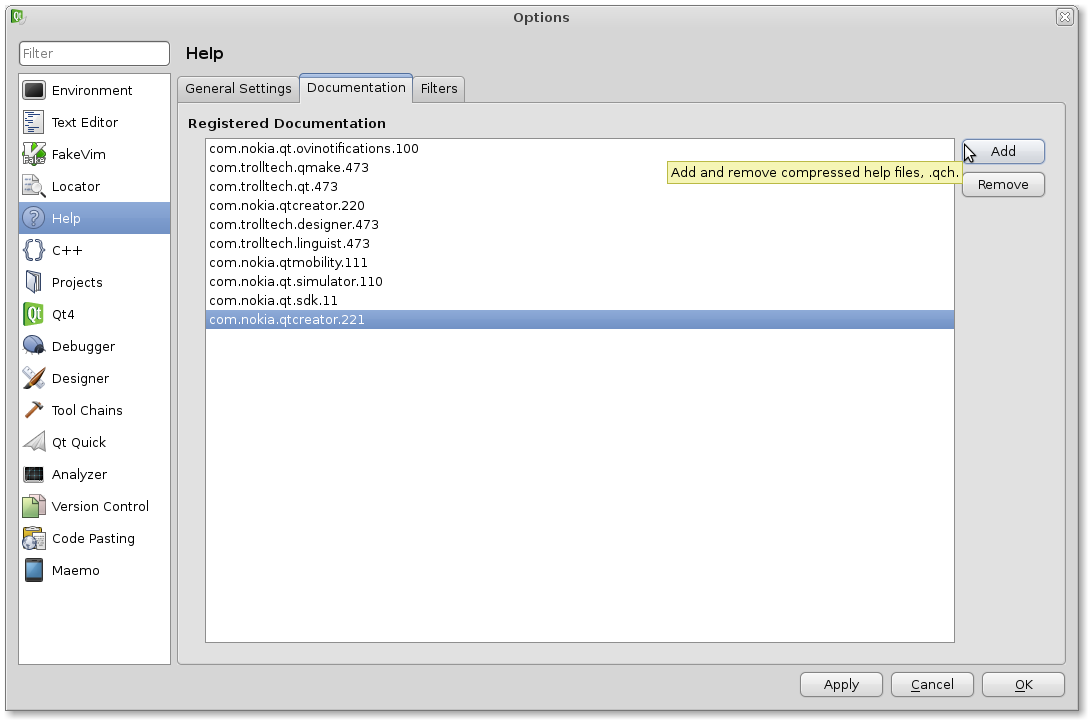 Options
Filter
Help
Environment
Text Editor
FakeVim
Locator
Help
C++
Projects
Qt4
Debugger
Designer
Tool Chains
Qt Quick
Analyzer
Version Control
Code Pasting
Maemo
General Settings Documentation Filters
Registered Documentation
com.nokia.qt.ovinotifications.100
com.trolltech.qmake.473
com.trolltech.qt.473
com.nokia.qtcreator.220
com.trolltech.designer.473
com.trolltech.linguist.473
com.nokia.qtmobility.111
com.nokia.qt.simulator.110
com.nokia.qt.sdk.11
com.nokia.qtcreator.221
Add
Add and remove compressed help files, .qch.
Remove
Apply Cancel OK